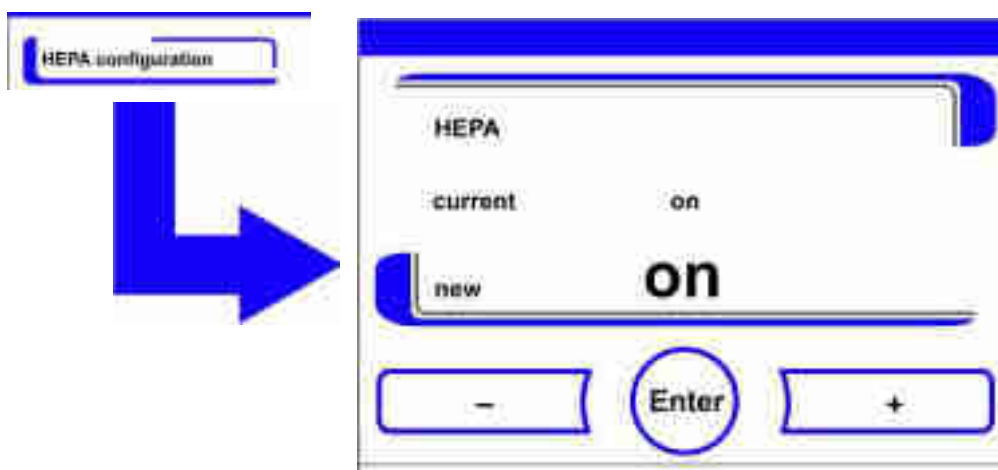 HEPA configuration
HEPA
current on
new on
– Enter +